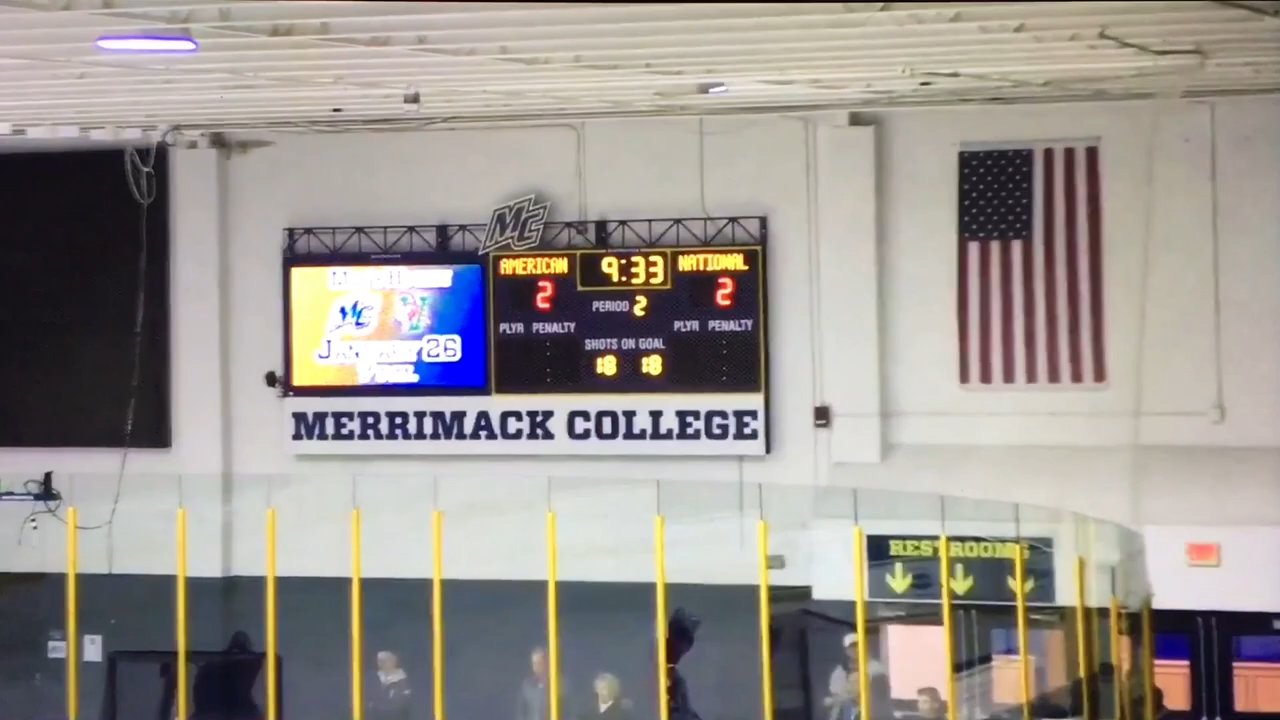 MC
AMERICAN 9:33 NATIONAL
2 PERIOD 2 2
PLYR PENALTY PLYR PENALTY
SHOTS ON GOAL
18 18
MC
JANUARY 26
MERRIMACK COLLEGE
RESTROOMS